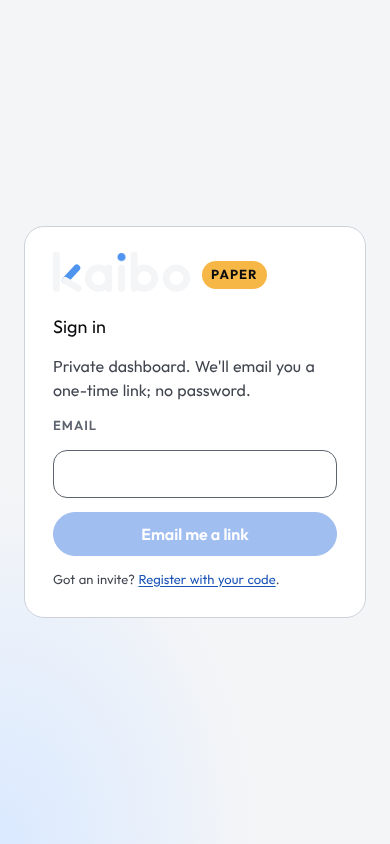 kaibo PAPER
Sign in
Private dashboard. We'll email you a
one-time link; no password.
EMAIL
Email me a link
Got an invite? Register with your code.